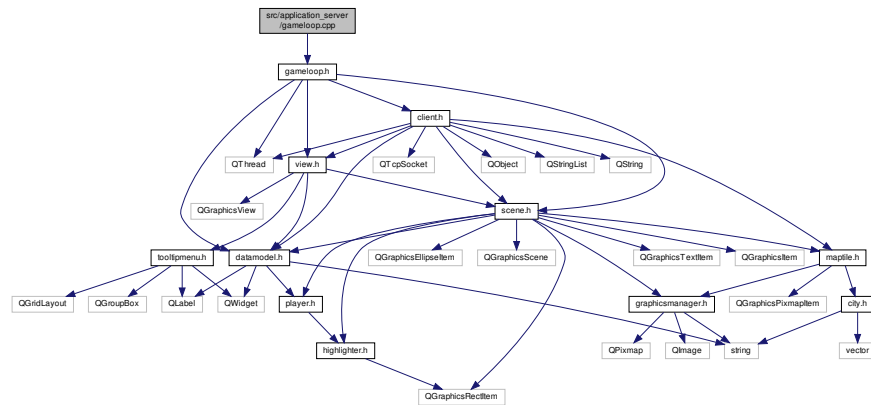 src/application_server
/gameloop.cpp
gameloop.h
client.h
QThread
view.h
QTcpSocket
QObject
QStringList
QString
QGraphicsView
scene.h
tooltipmenu.h
datamodel.h
QGraphicsEllipseItem
QGraphicsScene
QGraphicsTextItem
QGraphicsItem
maptile.h
QGridLayout
QGroupBox
QLabel
QWidget
player.h
graphicsmanager.h
QGraphicsPixmapItem
city.h
highlighter.h
QPixmap
QImage
string
vector
QGraphicsRectItem